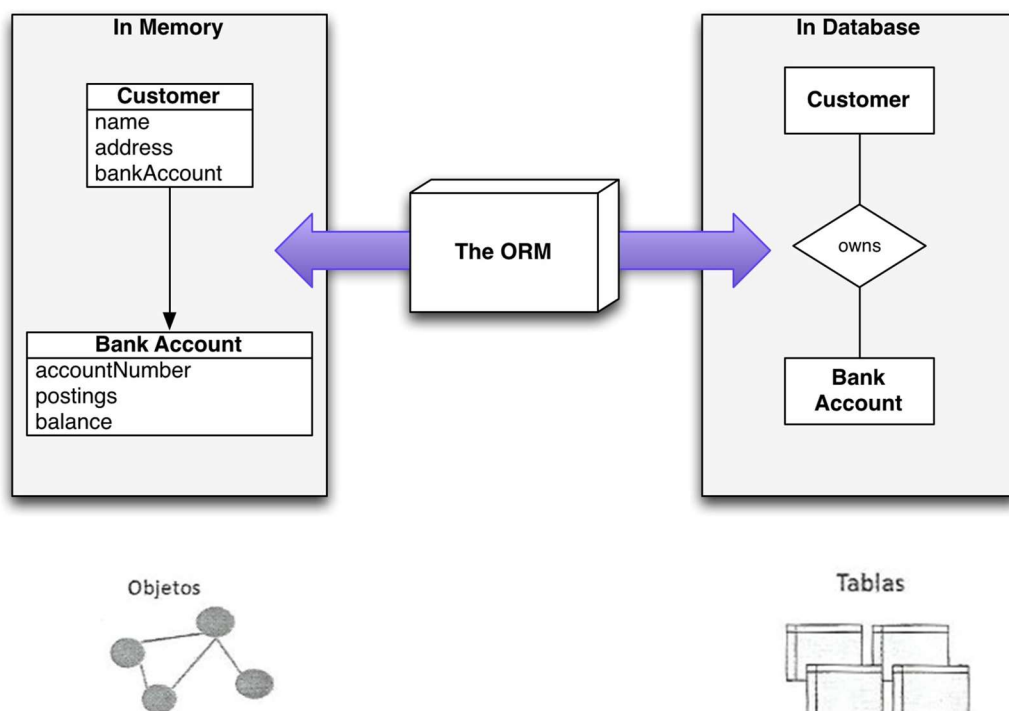 In Memory
Customer
name
address
bankAccount
Bank Account
accountNumber
postings
balance
The ORM
In Database
Customer
owns
Bank
Account
Objetos
Tablas